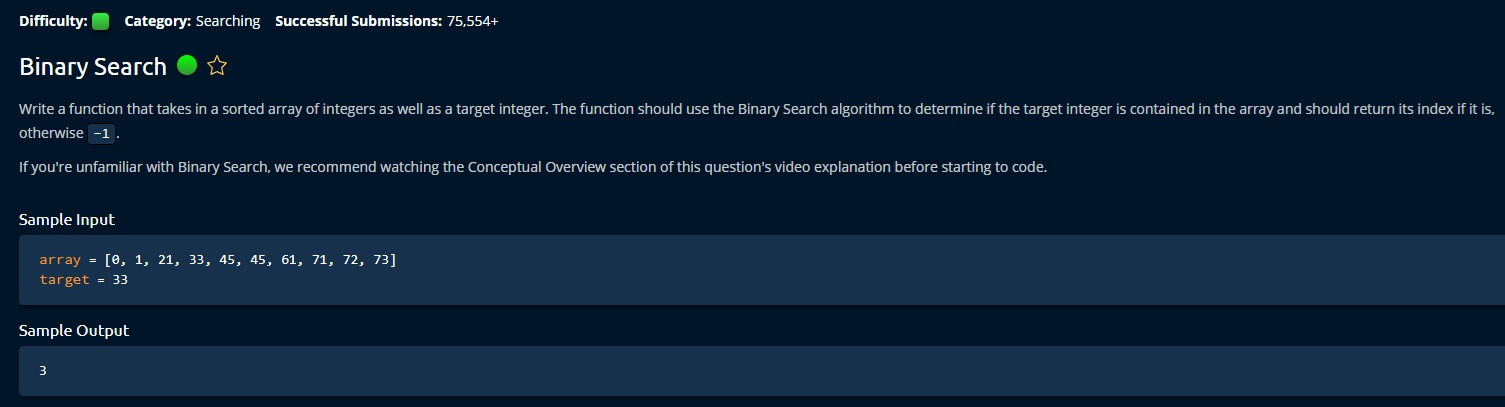 Difficulty: Category: Searching Successful Submissions: 75,554+
Binary Search
Write a function that takes in a sorted array of integers as well as a target integer. The function should use the Binary Search algorithm to determine if the target integer is contained in the array and should return its index if it is,
otherwise -1 .
If you're unfamiliar with Binary Search, we recommend watching the Conceptual Overview section of this question's video explanation before starting to code.
Sample Input
array = [0, 1, 21, 33, 45, 45, 61, 71, 72, 73]
target = 33
Sample Output
3